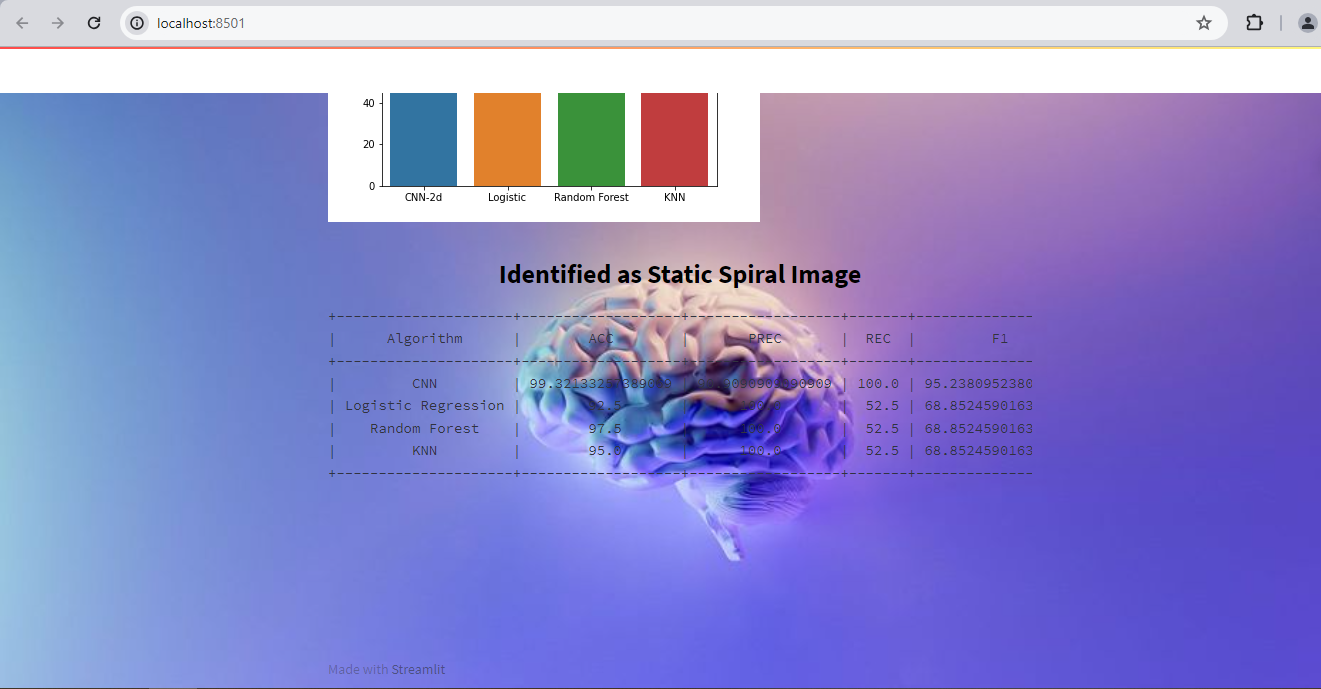 localhost:8501
40
20
0
CNN-2d Logistic Random Forest KNN
Identified as Static Spiral Image
| Algorithm | ACC | PREC | REC | F1
| CNN | | | 100.0 | 95.2380952380
| Logistic Regression | | | 52.5 | 68.8524590163
| Random Forest | 97.5 | 100.0 | 52.5 | 68.8524590163
| KNN | 95.0 | 100.0 | 52.5 | 68.8524590163
Made with Streamlit